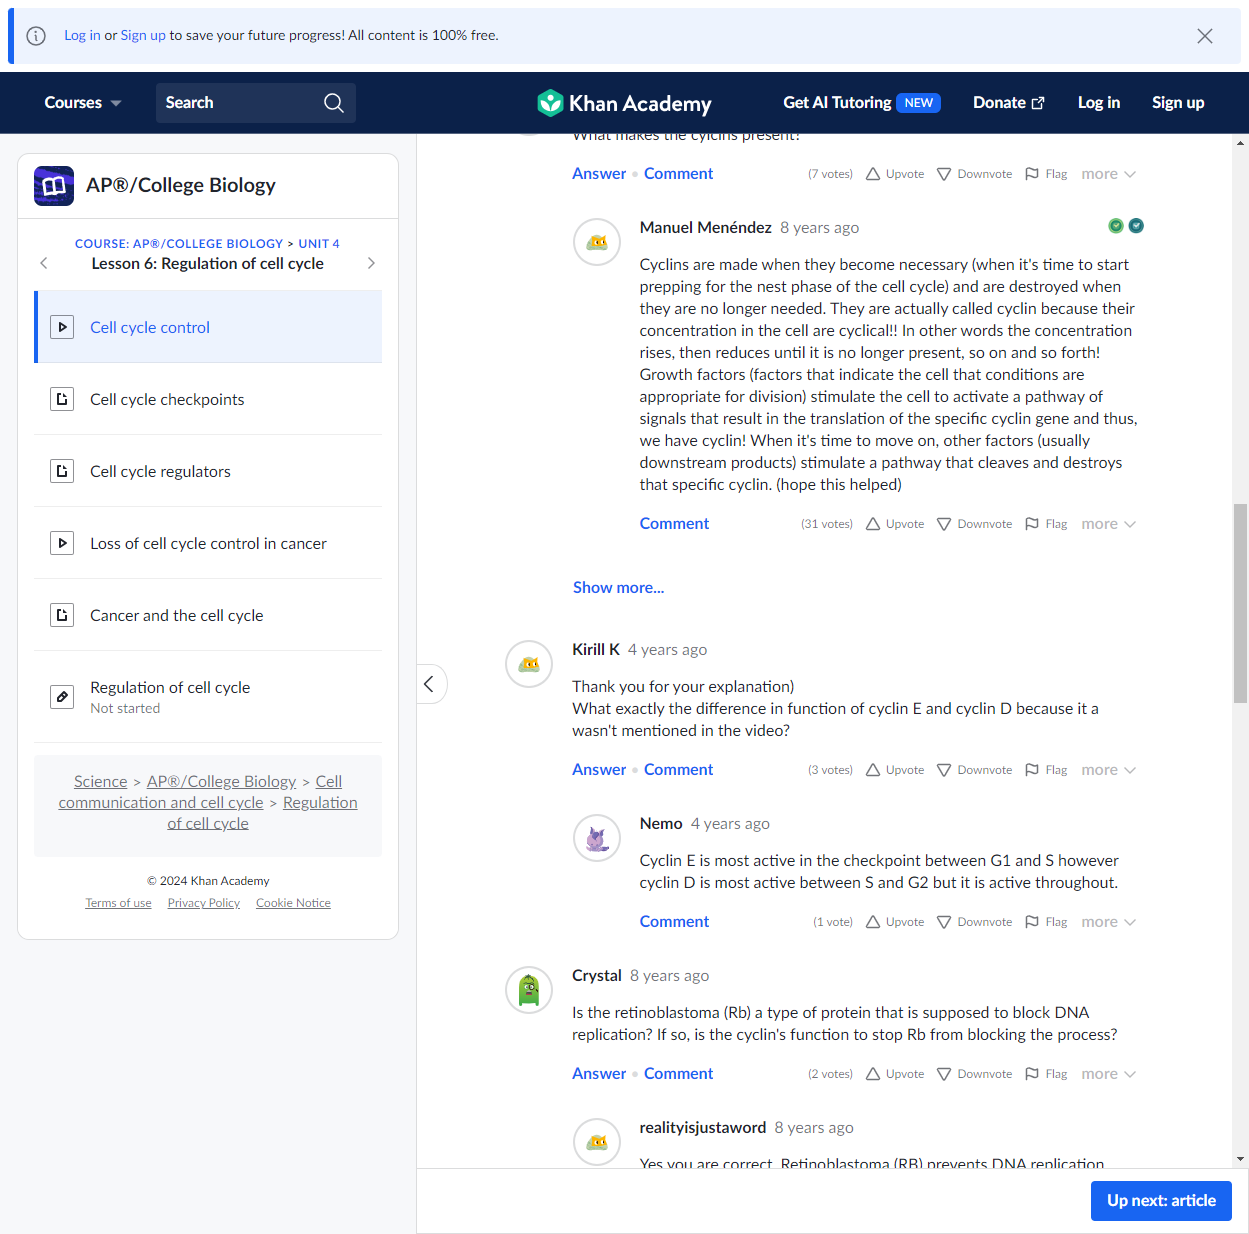 Log in or Sign up to save your future progress! All content is 100% free.
Courses
Search
Khan Academy
Get AI Tutoring NEW
Donate
Log in
Sign up
AP®/College Biology
COURSE: AP®/COLLEGE BIOLOGY > UNIT 4
Lesson 6: Regulation of cell cycle
Cell cycle control
Cell cycle checkpoints
Cell cycle regulators
Loss of cell cycle control in cancer
Cancer and the cell cycle
Regulation of cell cycle
Not started
Science > AP®/College Biology > Cell
communication and cell cycle > Regulation
of cell cycle
© 2024 Khan Academy
Terms of use Privacy Policy Cookie Notice
What makes the cylcins present?
Answer • Comment (7 votes) Upvote Downvote Flag more
Manuel Menéndez 8 years ago
Cyclins are made when they become necessary (when it's time to start
prepping for the nest phase of the cell cycle) and are destroyed when
they are no longer needed. They are actually called cyclin because their
concentration in the cell are cyclical!! In other words the concentration
rises, then reduces until it is no longer present, so on and so forth!
Growth factors (factors that indicate the cell that conditions are
appropriate for division) stimulate the cell to activate a pathway of
signals that result in the translation of the specific cyclin gene and thus,
we have cyclin! When it's time to move on, other factors (usually
downstream products) stimulate a pathway that cleaves and destroys
that specific cyclin. (hope this helped)
Comment (31 votes) Upvote Downvote Flag more
Show more...
Kirill K 4 years ago
Thank you for your explanation)
What exactly the difference in function of cyclin E and cyclin D because it a
wasn't mentioned in the video?
Answer • Comment (3 votes) Upvote Downvote Flag more
Nemo 4 years ago
Cyclin E is most active in the checkpoint between G1 and S however
cyclin D is most active between S and G2 but it is active throughout.
Comment (1 vote) Upvote Downvote Flag more
Crystal 8 years ago
Is the retinoblastoma (Rb) a type of protein that is supposed to block DNA
replication? If so, is the cyclin's function to stop Rb from blocking the process?
Answer • Comment (2 votes) Upvote Downvote Flag more
realityisjustaword 8 years ago
Yes you are correct. Retinoblastoma (RB) prevents DNA replication
Up next: article